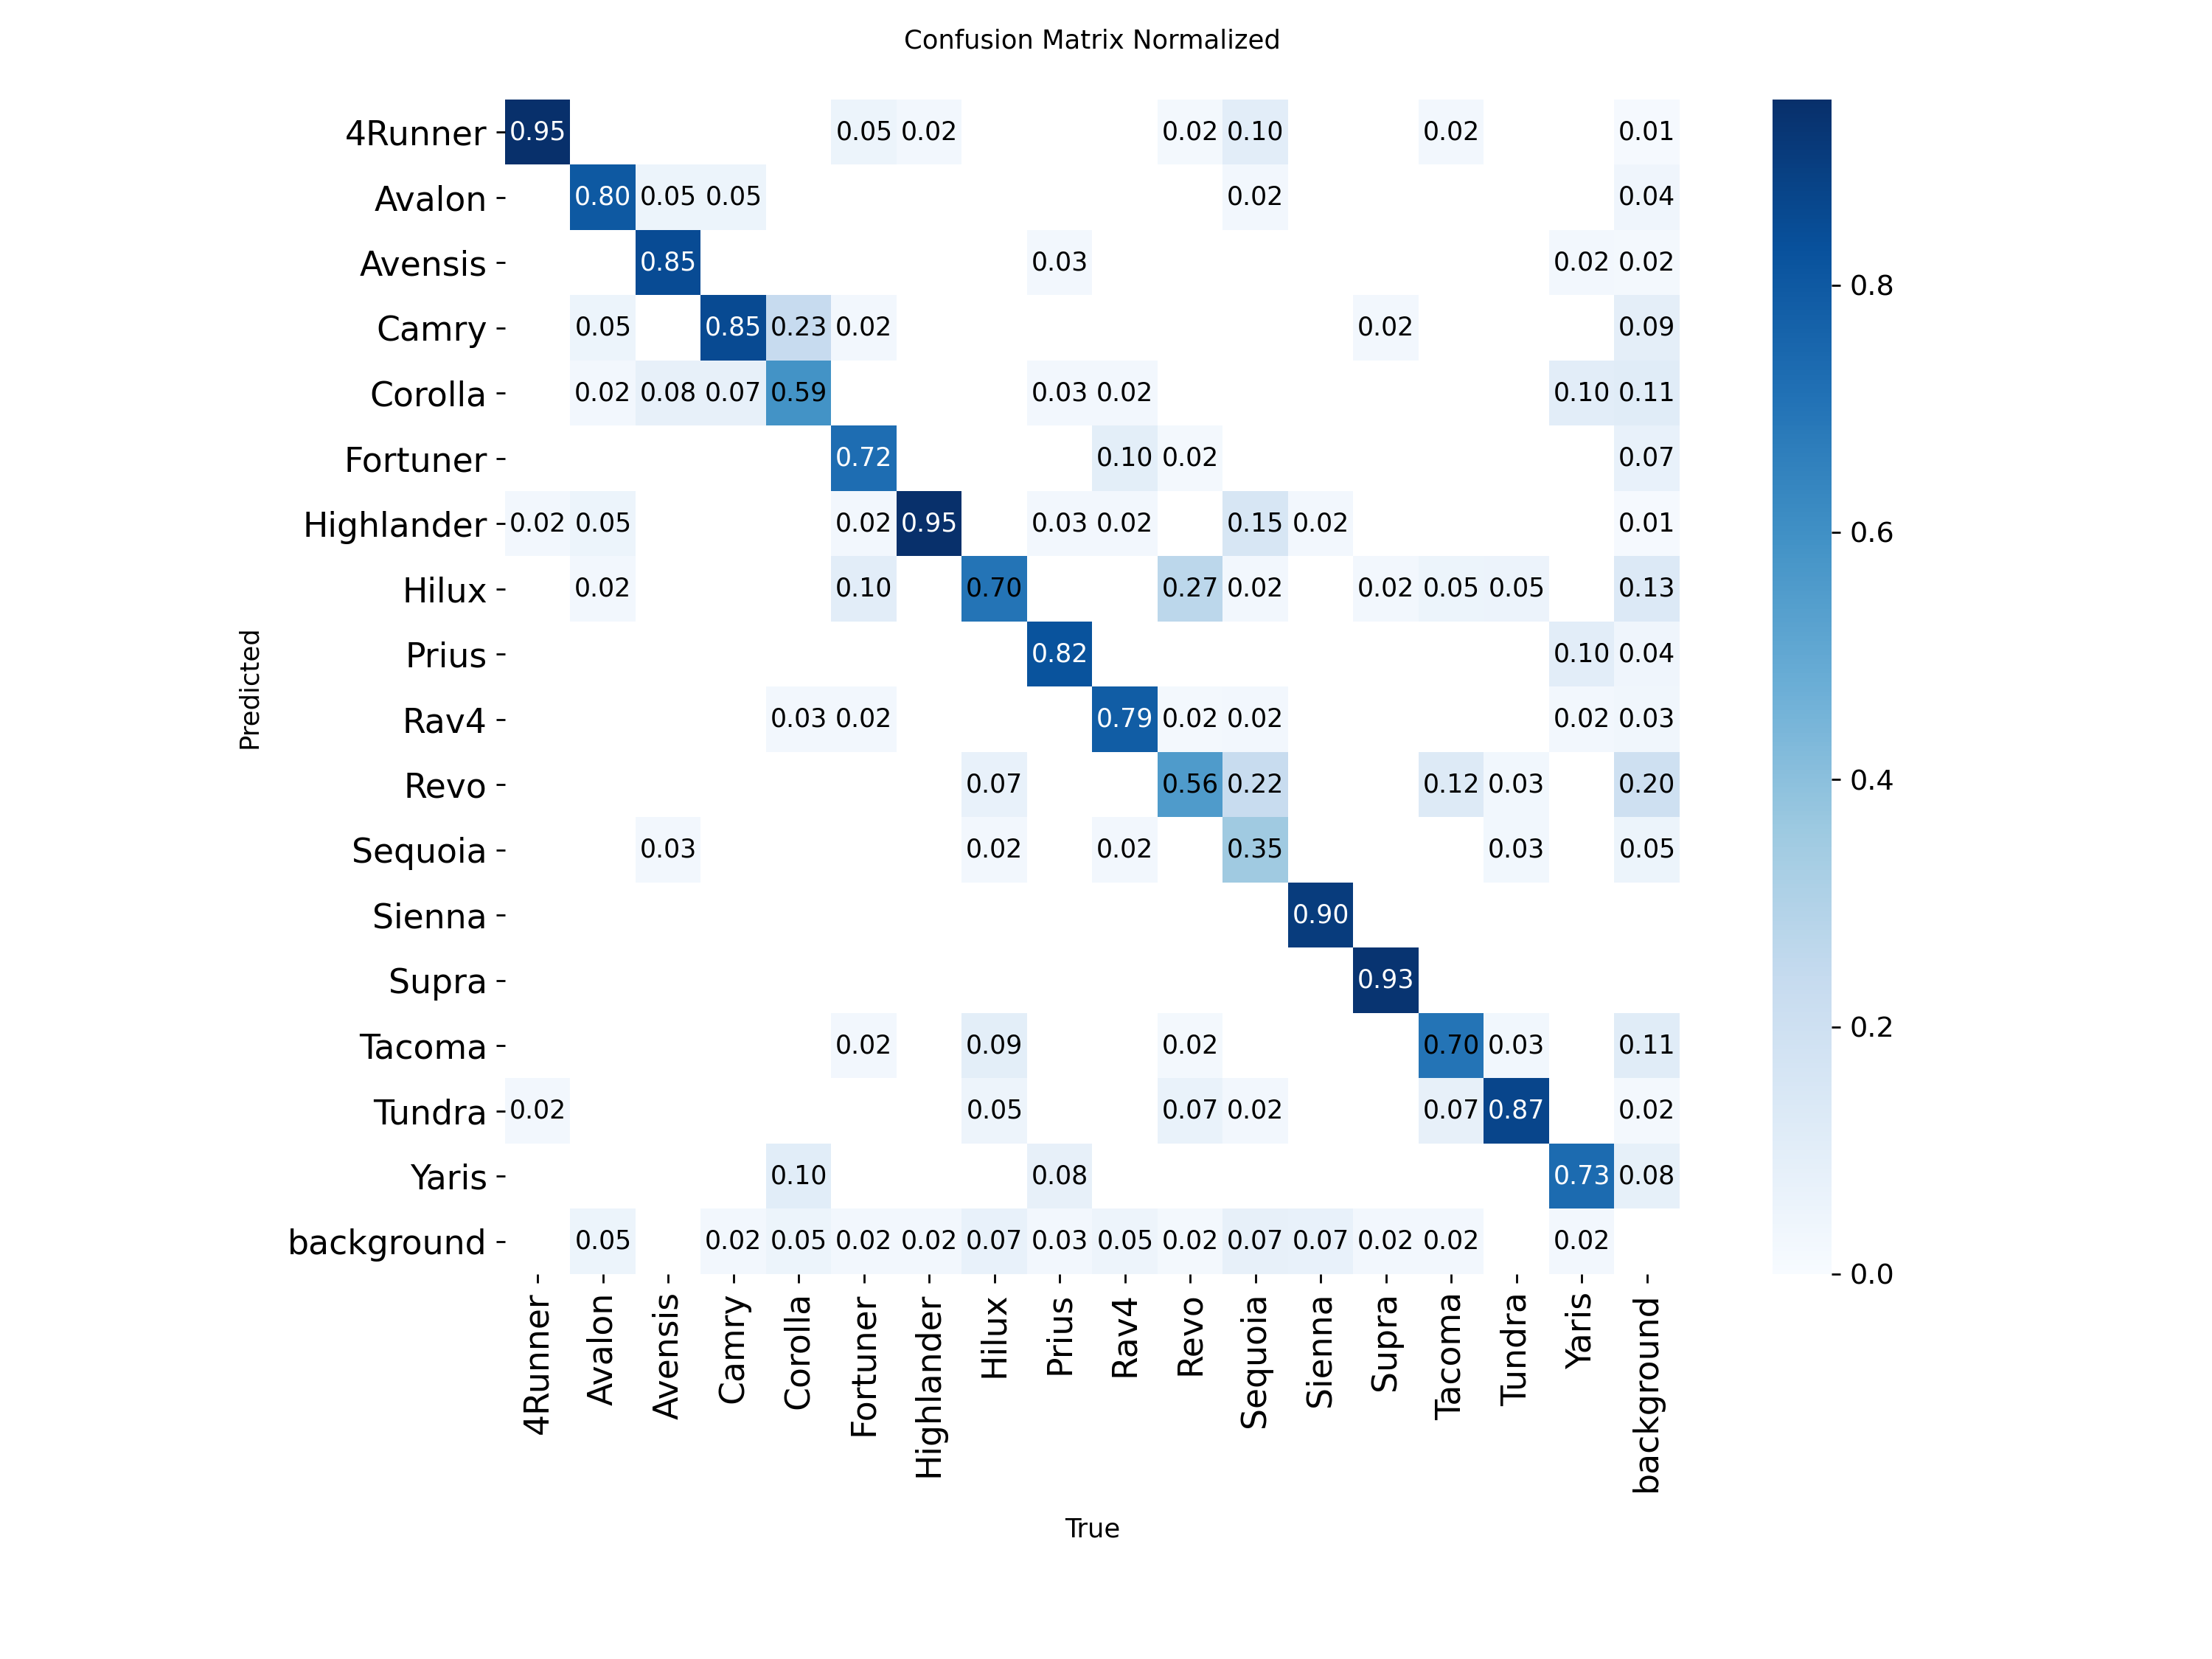 Confusion Matrix Normalized
4Runner 0.95 0.05 0.02 0.02 0.10 0.02 0.01
Avalon 0.80 0.05 0.05 0.02 0.04
Avensis 0.85 0.03 0.02 0.02
Camry 0.05 0.85 0.23 0.02 0.02 0.09
Corolla 0.02 0.08 0.07 0.59 0.03 0.02 0.10 0.11
Fortuner 0.72 0.10 0.02 0.07
Highlander 0.02 0.05 0.02 0.95 0.03 0.02 0.15 0.02 0.01
Hilux 0.02 0.10 0.70 0.27 0.02 0.02 0.05 0.05 0.13
Prius 0.82 0.10 0.04
Rav4 0.03 0.02 0.79 0.02 0.02 0.02 0.03
Revo 0.07 0.56 0.22 0.12 0.03 0.20
Sequoia 0.03 0.02 0.02 0.35 0.03 0.05
Sienna 0.90
Supra 0.93
Tacoma 0.02 0.09 0.02 0.70 0.03 0.11
Tundra 0.02 0.05 0.07 0.02 0.07 0.87 0.02
Yaris 0.10 0.08 0.73 0.08
background 0.05 0.02 0.05 0.02 0.02 0.07 0.03 0.05 0.02 0.07 0.07 0.02 0.02 0.02
4Runner Avalon Avensis Camry Corolla Fortuner Highlander Hilux Prius Rav4 Revo Sequoia Sienna Supra Tacoma Tundra Yaris background
True
Predicted
0.8
0.6
0.4
0.2
0.0